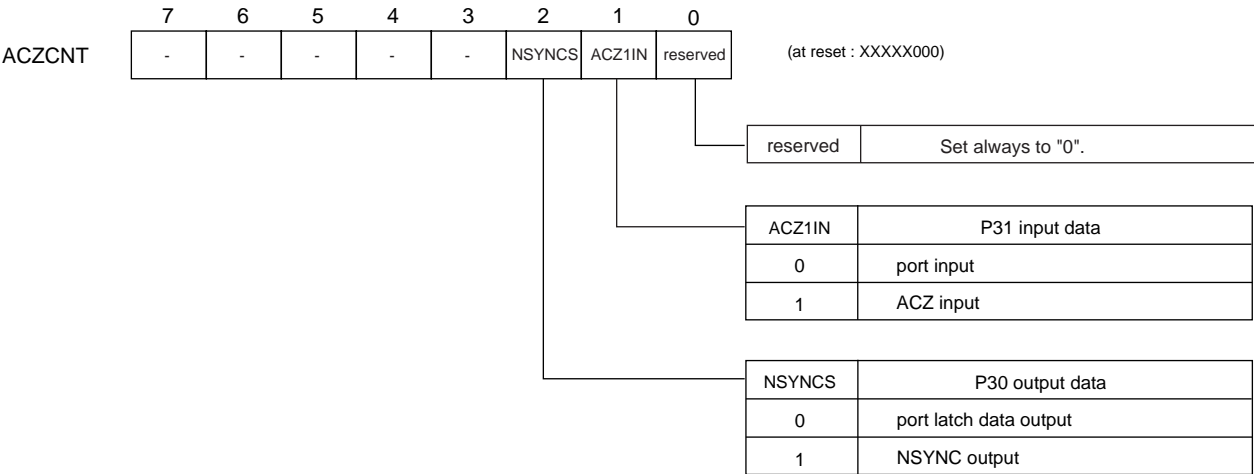 7 6 5 4 3 2 1 0
ACZCNT - - - - - NSYNCS ACZ1IN reserved (at reset : XXXXX000)
reserved Set always to "0".
ACZ1IN P31 input data
0 port input
1 ACZ input
NSYNCS P30 output data
0 port latch data output
1 NSYNC output